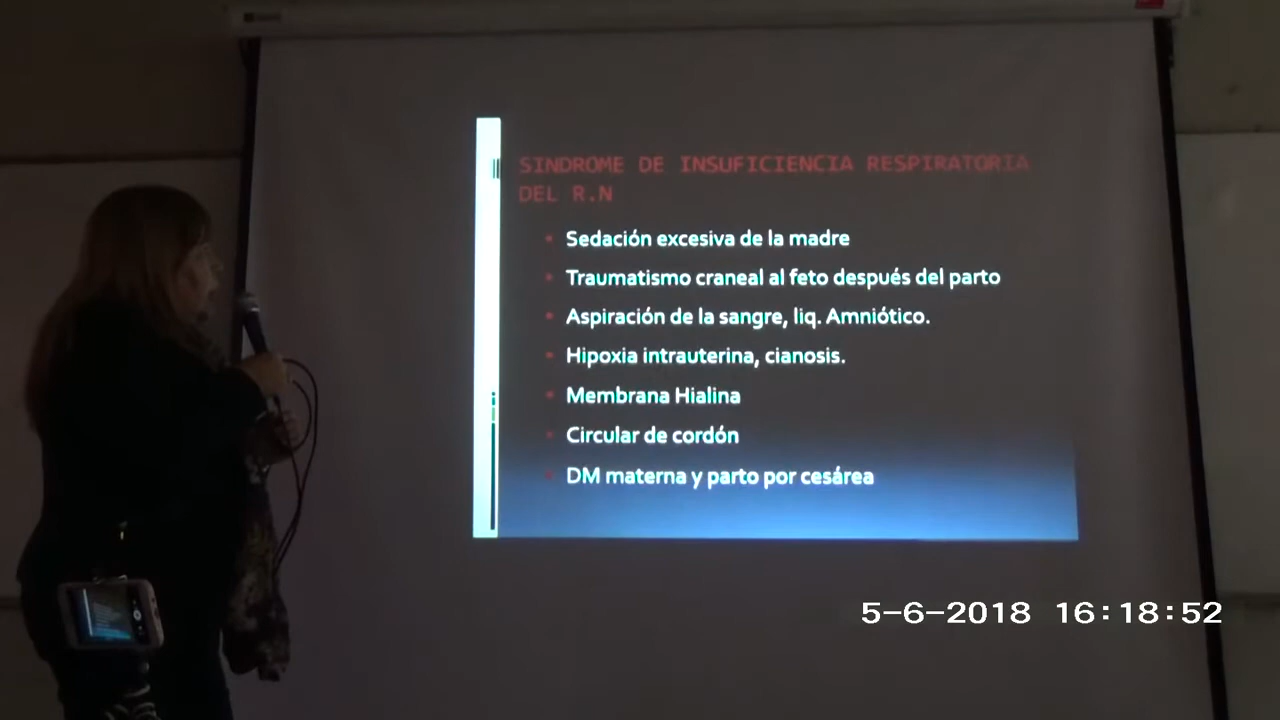 SINDROME DE INSUFICIENCIA RESPIRATORIA
DEL R.N
Sedación excesiva de la madre
Traumatismo craneal al feto después del parto
Aspiración de la sangre, liq. Amniótico.
Hipoxia intrauterina, cianosis.
Membrana Hialina
Circular de cordón
DM materna y parto por cesárea
5-6-2018 16:18:52